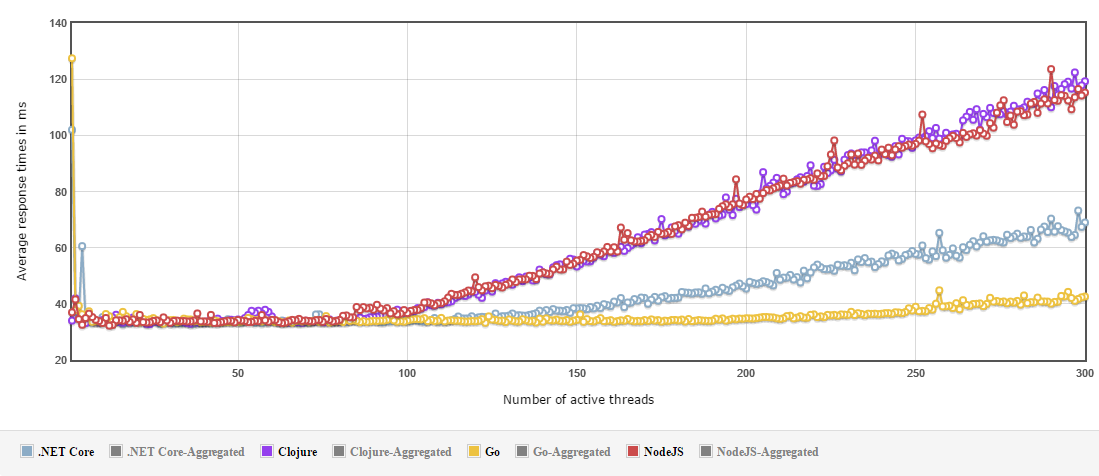 140
120
100
80
60
40
20
Average response times in ms
50 100 150 200 250 300
Number of active threads
.NET Core .NET Core-Aggregated Clojure Clojure-Aggregated Go Go-Aggregated NodeJS NodeJS-Aggregated